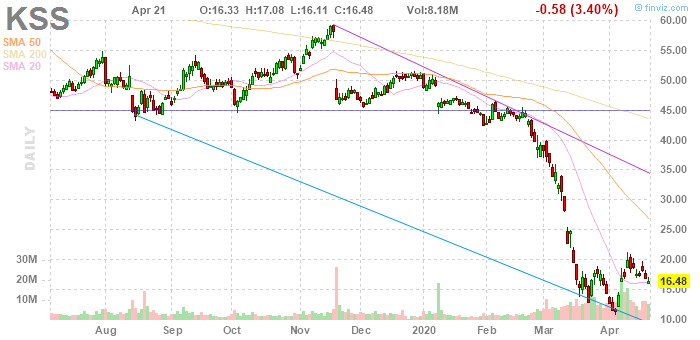 KSS Apr 21 O:16.33 H:17.08 L:16.11 C:16.48 Vol:8.18M -0.58 (3.40%) © finviz.com
SMA 50
SMA 200
SMA 20
DAILY
60.00
55.00
50.00
45.00
40.00
35.00
30.00
25.00
20.00
16.48
15.00
10.00
30M
20M
10M
Aug Sep Oct Nov Dec 2020 Feb Mar Apr